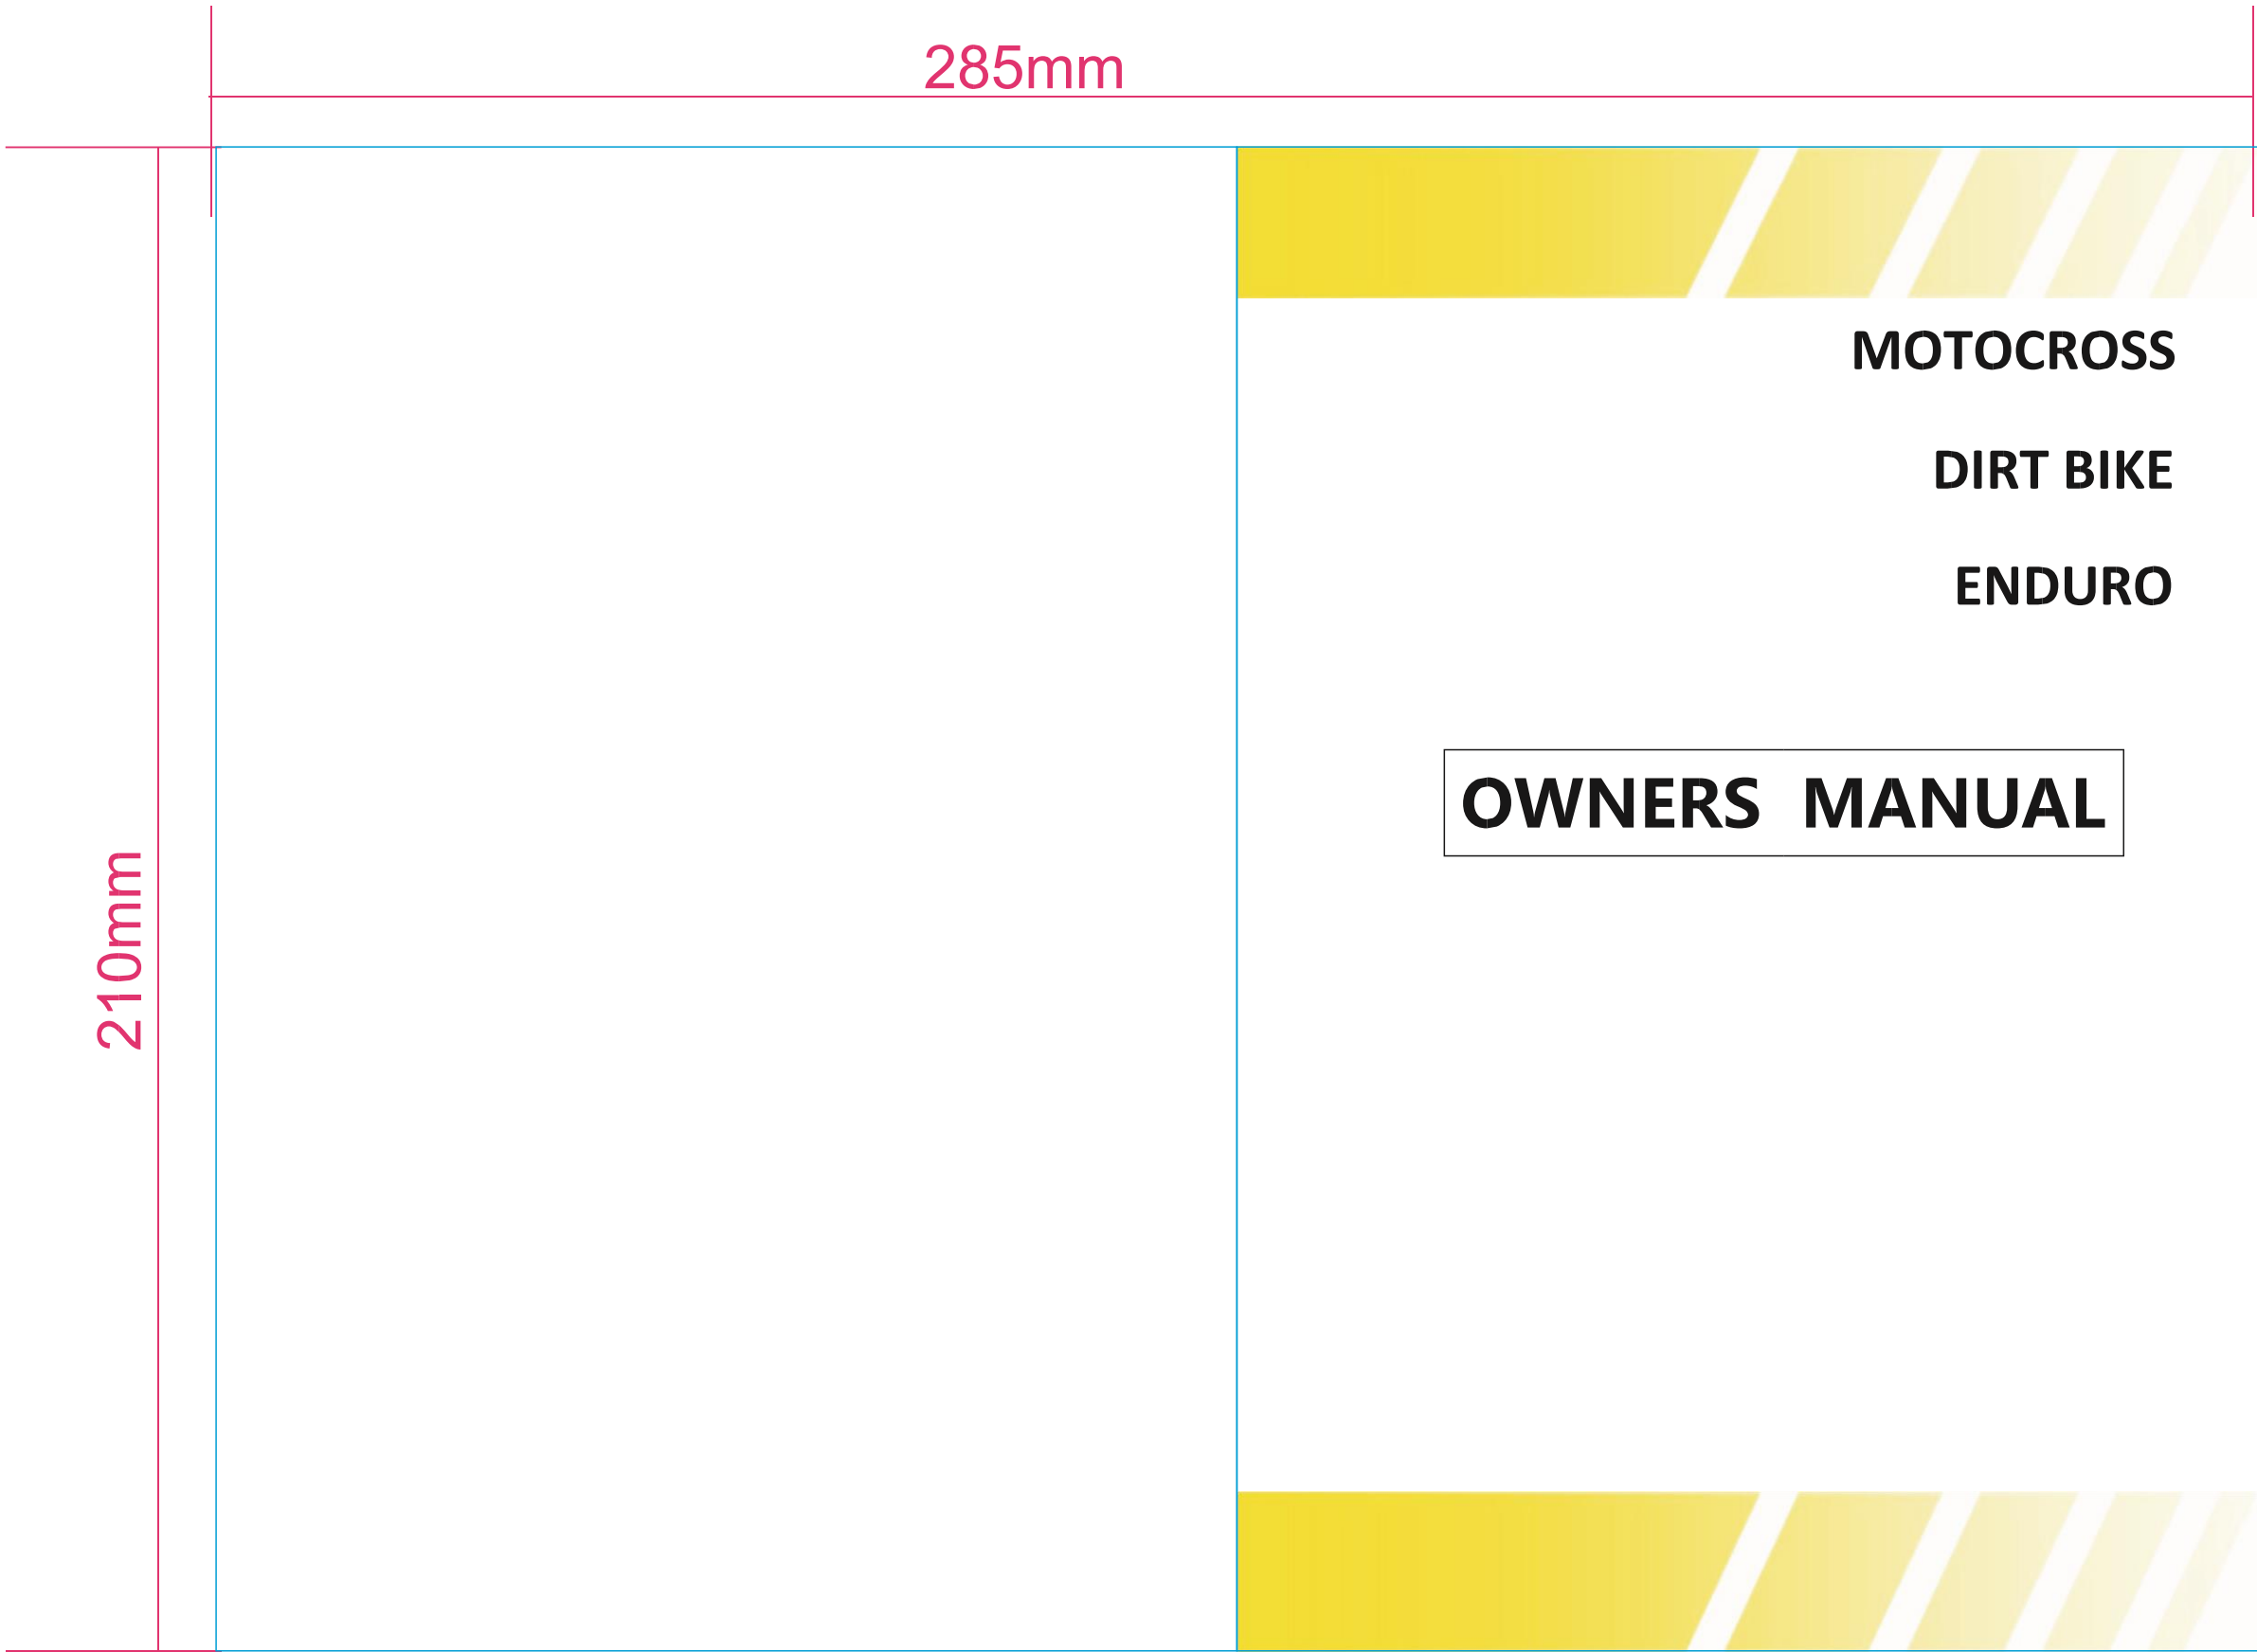 285mm
MOTOCROSS
DIRT BIKE
ENDURO
OWNERS MANUAL
210mm